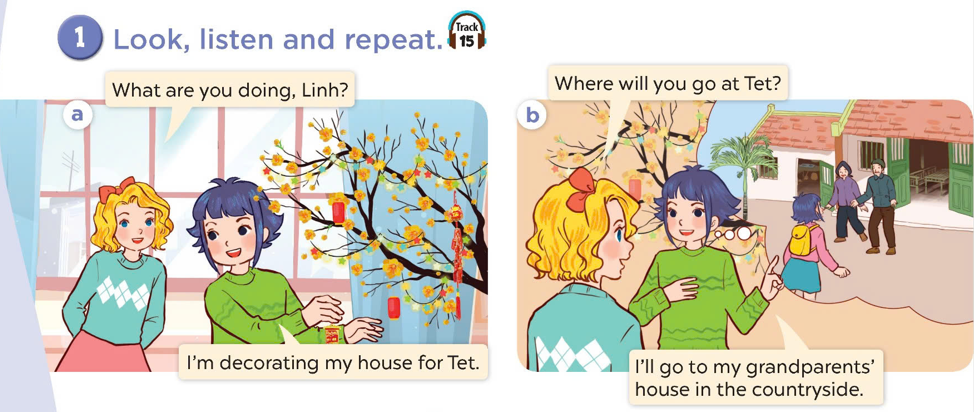 1 Look, listen and repeat. Track 15
a
What are you doing, Linh?
I'm decorating my house for Tet.
b
Where will you go at Tet?
I'll go to my grandparents'
house in the countryside.